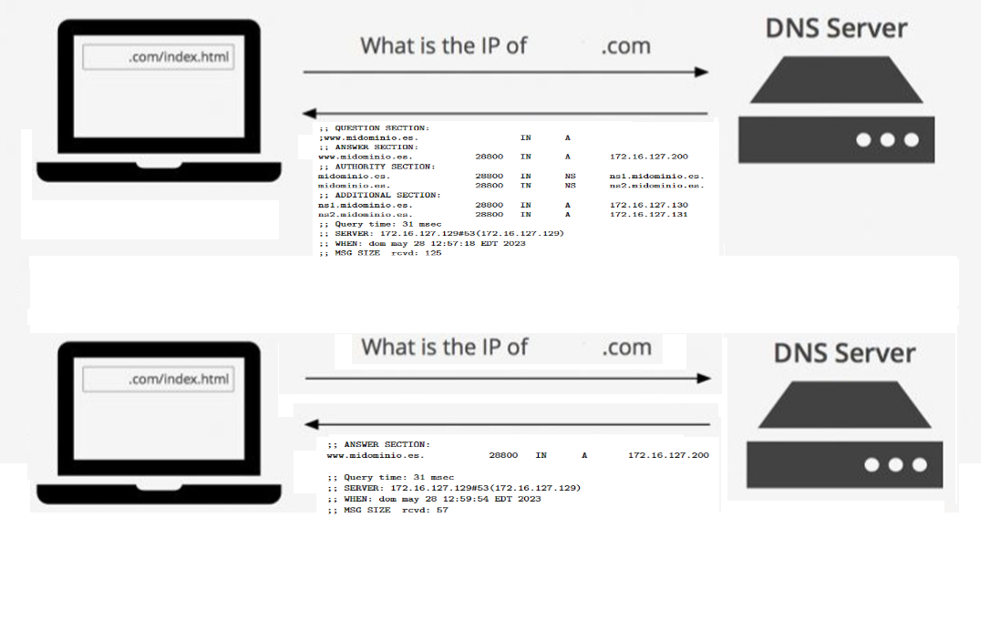 DNS Server
What is the IP of .com
.com/index.html
;; QUESTION SECTION:
;www.midominio.es. IN A
;; ANSWER SECTION:
www.midominio.es. 28800 IN A 172.16.127.200
;; AUTHORITY SECTION:
midominio.es. 28800 IN NS ns1.midominio.es.
midominio.es. 28800 IN NS ns2.midominio.es.
;; ADDITIONAL SECTION:
ns1.midominio.es. 28800 IN A 172.16.127.130
ns2.midominio.es. 28800 IN A 172.16.127.131
;; Query time: 31 msec
;; SERVER: 172.16.127.129#53(172.16.127.129)
;; WHEN: dom may 28 12:57:18 EDT 2023
;; MSG SIZE rcvd: 125
What is the IP of .com
DNS Server
.com/index.html
;; ANSWER SECTION:
www.midominio.es. 28800 IN A 172.16.127.200
;; Query time: 31 msec
;; SERVER: 172.16.127.129#53(172.16.127.129)
;; WHEN: dom may 28 12:59:54 EDT 2023
;; MSG SIZE rcvd: 57